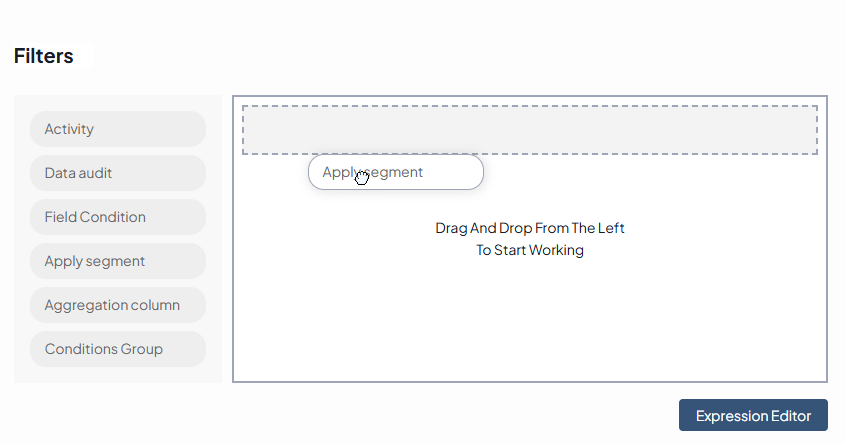 Filters
Activity
Data audit
Field Condition
Apply segment
Aggregation column
Conditions Group
Apply segment
Drag And Drop From The Left
To Start Working
Expression Editor